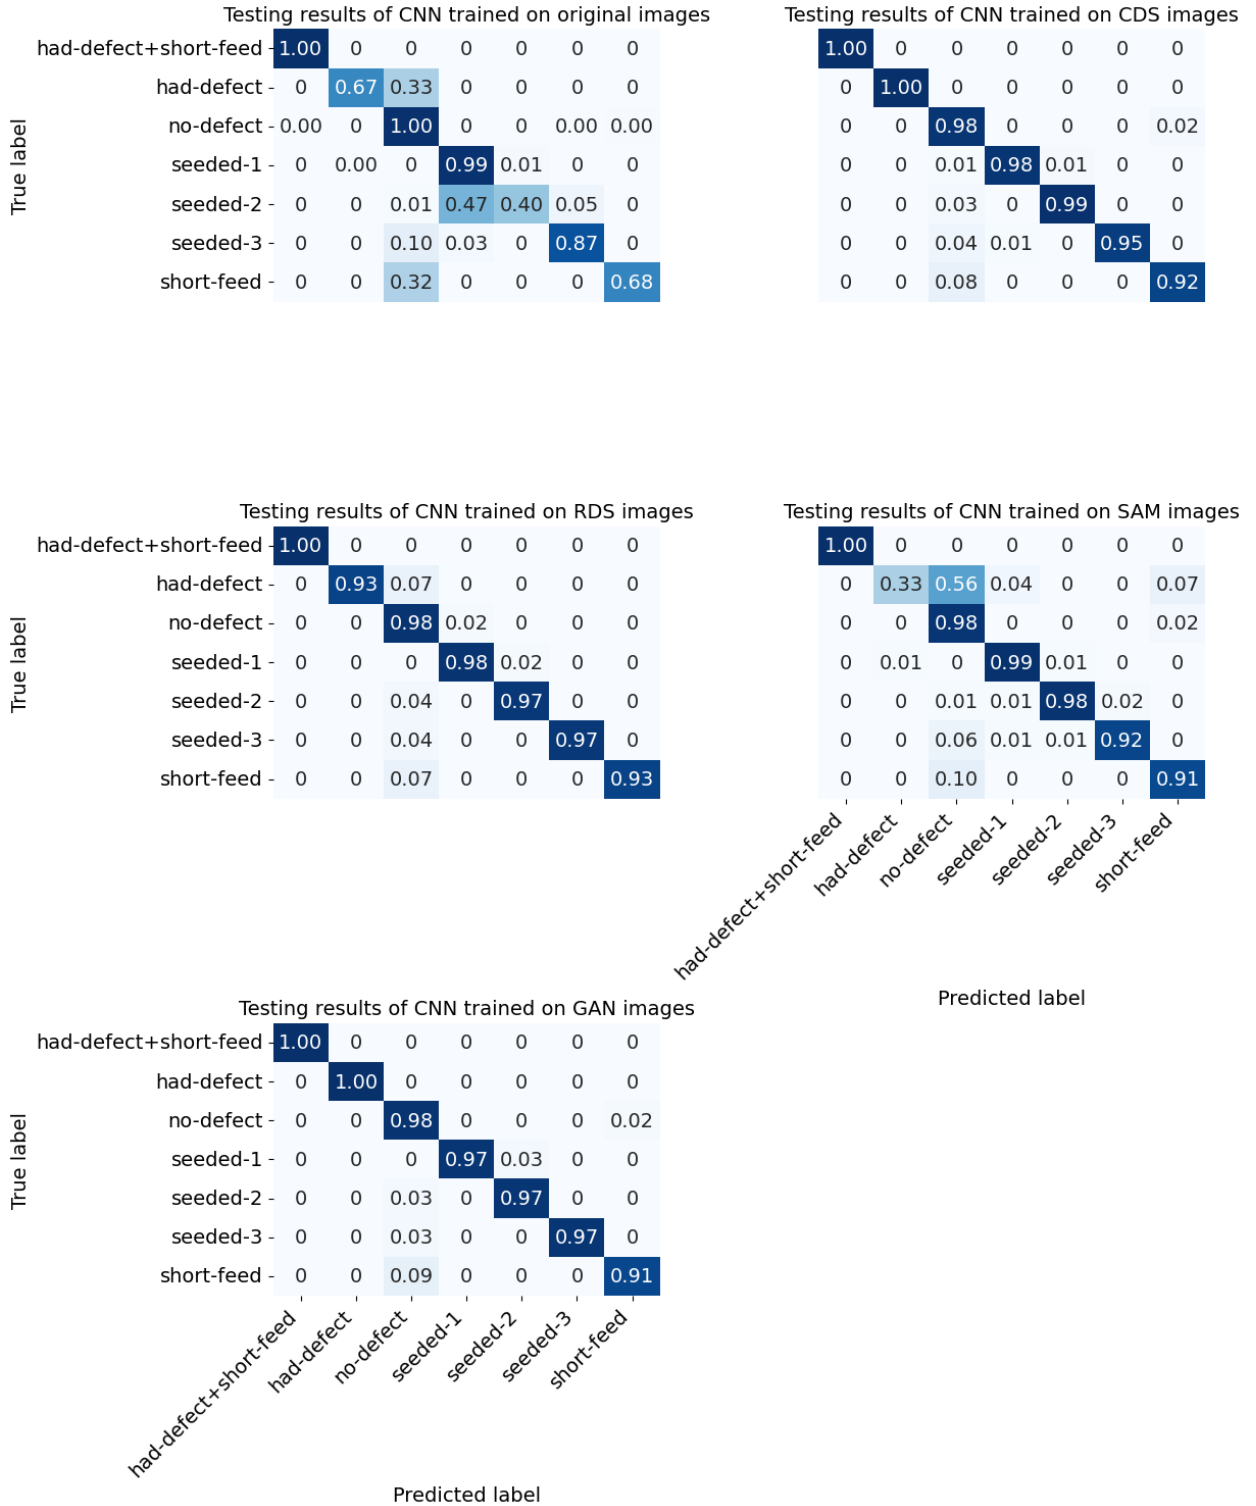 Testing results of CNN trained on original images
True label
had-defect+short-feed 1.00 0 0 0 0 0 0
had-defect 0 0.67 0.33 0 0 0 0
no-defect 0.00 0 1.00 0 0 0.00 0.00
seeded-1 0 0.00 0 0.99 0.01 0 0
seeded-2 0 0 0.01 0.47 0.40 0.05 0
seeded-3 0 0 0.10 0.03 0 0.87 0
short-feed 0 0 0.32 0 0 0 0.68
Testing results of CNN trained on CDS images
1.00 0 0 0 0 0 0
0 1.00 0 0 0 0 0
0 0 0.98 0 0 0 0.02
0 0 0.01 0.98 0.01 0 0
0 0 0.03 0 0.99 0 0
0 0 0.04 0.01 0 0.95 0
0 0 0.08 0 0 0 0.92
Testing results of CNN trained on RDS images
True label
had-defect+short-feed 1.00 0 0 0 0 0 0
had-defect 0 0.93 0.07 0 0 0 0
no-defect 0 0 0.98 0.02 0 0 0
seeded-1 0 0 0 0.98 0.02 0 0
seeded-2 0 0 0.04 0 0.97 0 0
seeded-3 0 0 0.04 0 0 0.97 0
short-feed 0 0 0.07 0 0 0 0.93
Testing results of CNN trained on SAM images
1.00 0 0 0 0 0 0
0 0.33 0.56 0.04 0 0 0.07
0 0 0.98 0 0 0 0.02
0 0.01 0 0.99 0.01 0 0
0 0 0.01 0.01 0.98 0.02 0
0 0 0.06 0.01 0.01 0.92 0
0 0 0.10 0 0 0 0.91
had-defect+short-feed
had-defect
no-defect
seeded-1
seeded-2
seeded-3
short-feed
Predicted label
Testing results of CNN trained on GAN images
True label
had-defect+short-feed 1.00 0 0 0 0 0 0
had-defect 0 1.00 0 0 0 0 0
no-defect 0 0 0.98 0 0 0 0.02
seeded-1 0 0 0 0.97 0.03 0 0
seeded-2 0 0 0.03 0 0.97 0 0
seeded-3 0 0 0.03 0 0 0.97 0
short-feed 0 0 0.09 0 0 0 0.91
had-defect+short-feed
had-defect
no-defect
seeded-1
seeded-2
seeded-3
short-feed
Predicted label